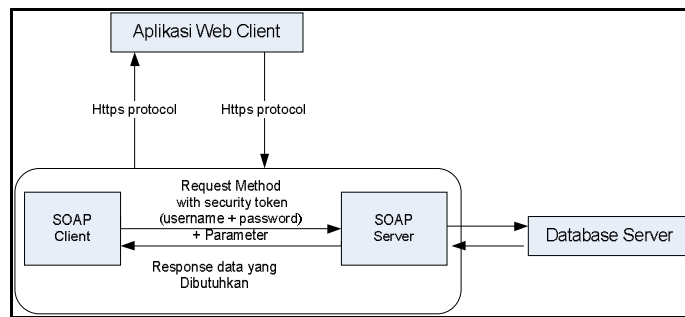 Aplikasi Web Client
Https protocol
Https protocol
Request Method
with security token
(username + password)
+ Parameter
SOAP
Client
SOAP
Server
Response data yang
Dibutuhkan
Database Server